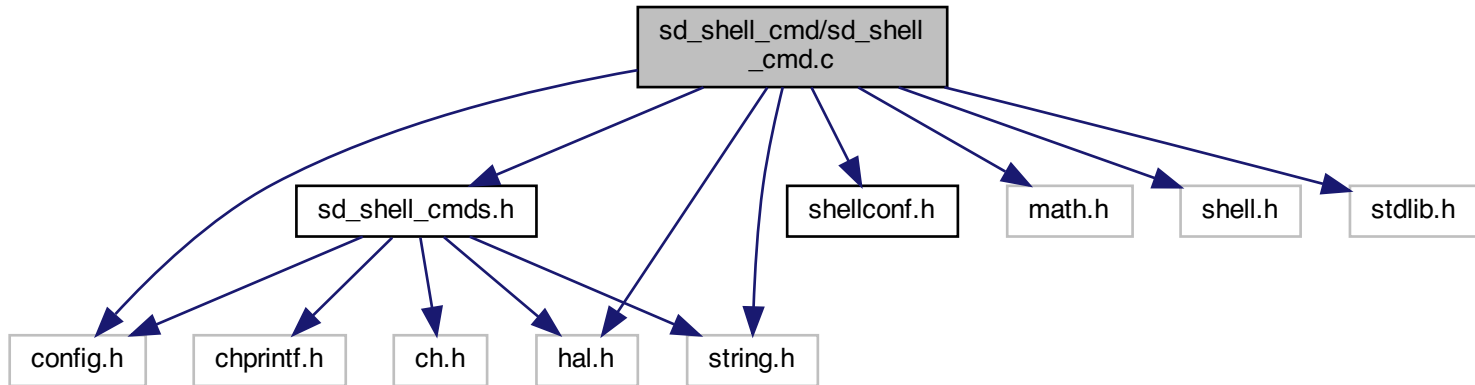 sd_shell_cmd/sd_shell
_cmd.c
sd_shell_cmds.h
shellconf.h
math.h
shell.h
stdlib.h
config.h
chprintf.h
ch.h
hal.h
string.h